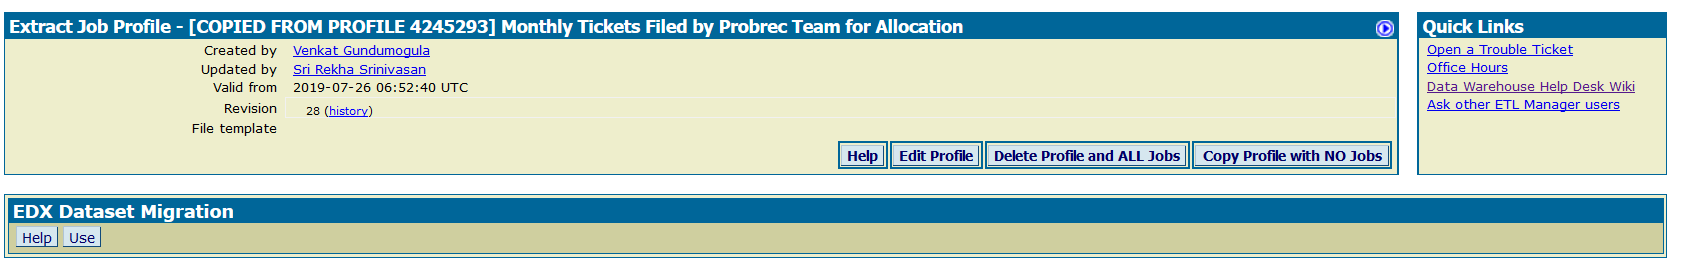 Extract Job Profile - [COPIED FROM PROFILE 4245293] Monthly Tickets Filed by Probrec Team for Allocation
Created by Venkat Gundumogula
Updated by Sri Rekha Srinivasan
Valid from 2019-07-26 06:52:40 UTC
Revision 28 (history)
File template
Help Edit Profile Delete Profile and ALL Jobs Copy Profile with NO Jobs
Quick Links
Open a Trouble Ticket
Office Hours
Data Warehouse Help Desk Wiki
Ask other ETL Manager users
EDX Dataset Migration
Help Use